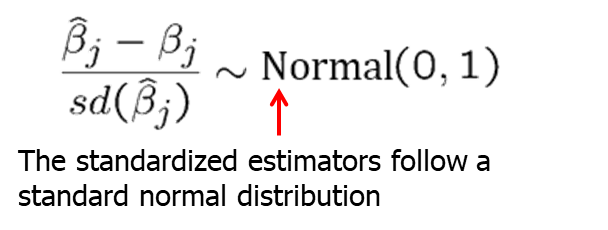 β̂j − βj
sd(β̂j)
~ Normal(0, 1)
The standardized estimators follow a
standard normal distribution